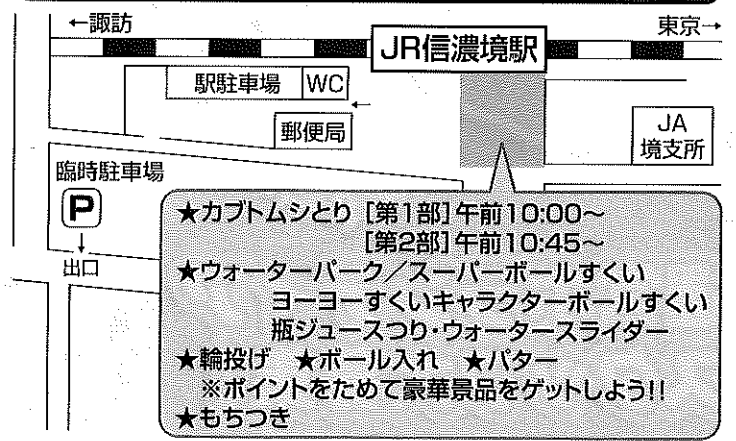 ←諏訪
東京→
JR信濃境駅
駅駐車場 WC
←
郵便局
JA
境支所
臨時駐車場
P
↓
出口
★カブトムシとり [第1部]午前10:00〜
[第2部]午前10:45〜
★ウォーターパーク／スーパーボールすくい
ヨーヨーすくいキャラクターボールすくい
瓶ジュースつり・ウォータースライダー
★輪投げ ★ボール入れ ★パター
※ポイントをためて豪華景品をゲットしよう!!
★もちつき